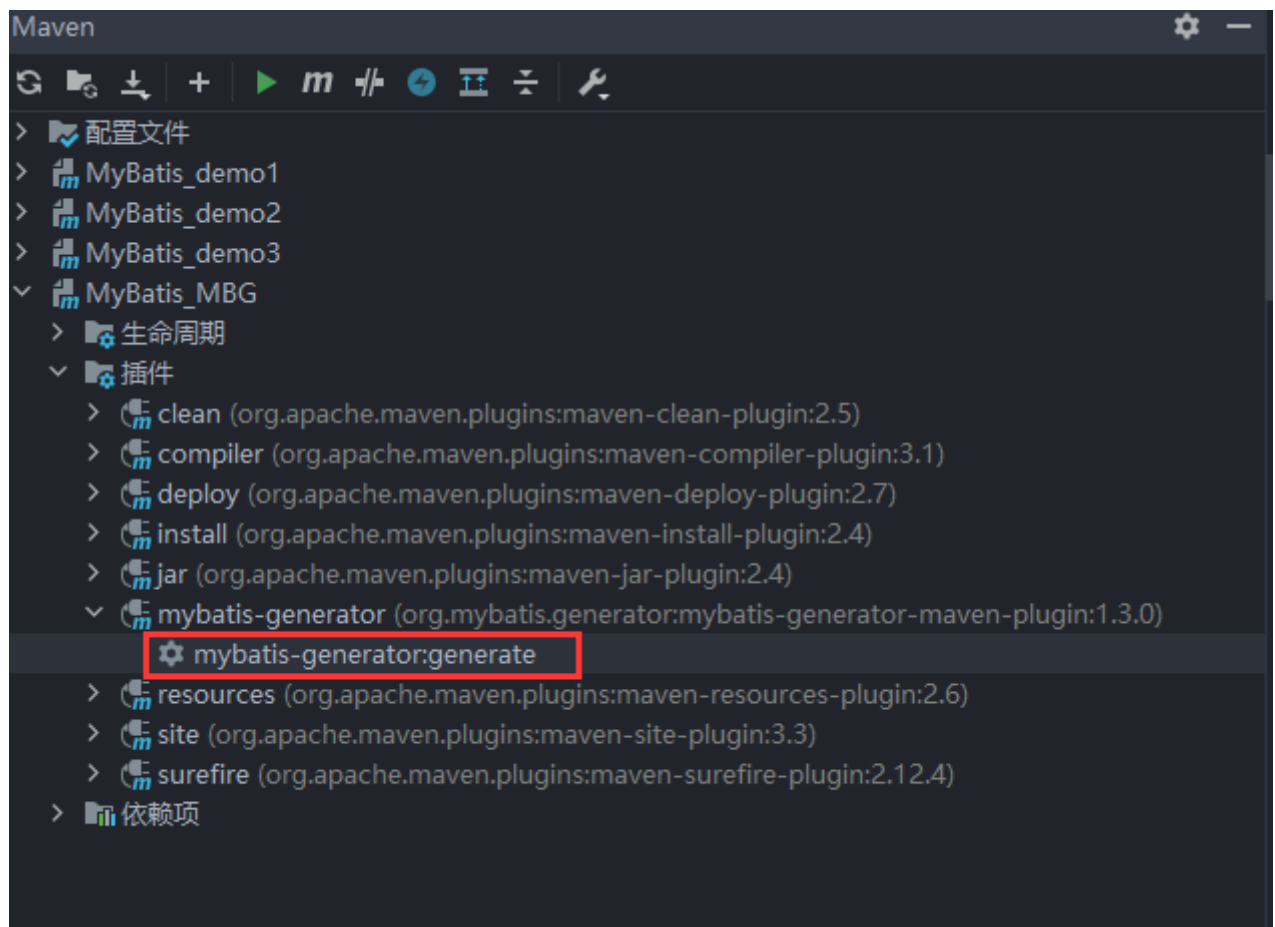 Maven
m
配置文件
MyBatis_demo1
MyBatis_demo2
MyBatis_demo3
MyBatis_MBG
生命周期
插件
clean (org.apache.maven.plugins:maven-clean-plugin:2.5)
compiler (org.apache.maven.plugins:maven-compiler-plugin:3.1)
deploy (org.apache.maven.plugins:maven-deploy-plugin:2.7)
install (org.apache.maven.plugins:maven-install-plugin:2.4)
jar (org.apache.maven.plugins:maven-jar-plugin:2.4)
mybatis-generator (org.mybatis.generator:mybatis-generator-maven-plugin:1.3.0)
mybatis-generator:generate
resources (org.apache.maven.plugins:maven-resources-plugin:2.6)
site (org.apache.maven.plugins:maven-site-plugin:3.3)
surefire (org.apache.maven.plugins:maven-surefire-plugin:2.12.4)
依赖项